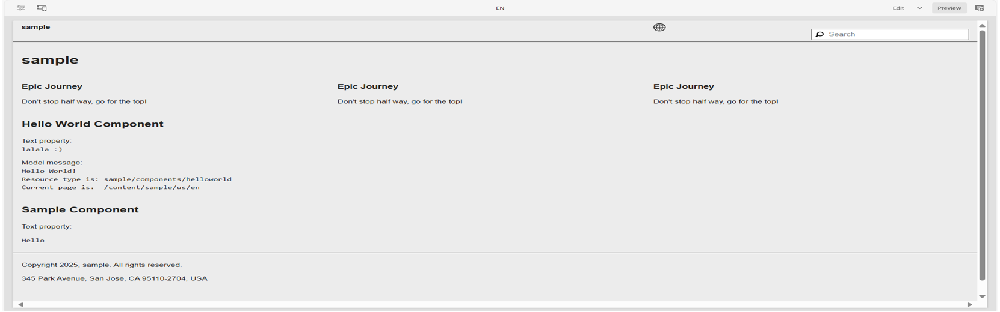 EN
Edit
Preview
sample
Search
sample
Epic Journey
Don't stop half way, go for the top!
Epic Journey
Don't stop half way, go for the top!
Epic Journey
Don't stop half way, go for the top!
Hello World Component
Text property:
lalala :)
Model message:
Hello World!
Resource type is: sample/components/helloworld
Current page is:  /content/sample/us/en
Sample Component
Text property:
Hello
Copyright 2025, sample. All rights reserved.
345 Park Avenue, San Jose, CA 95110-2704, USA